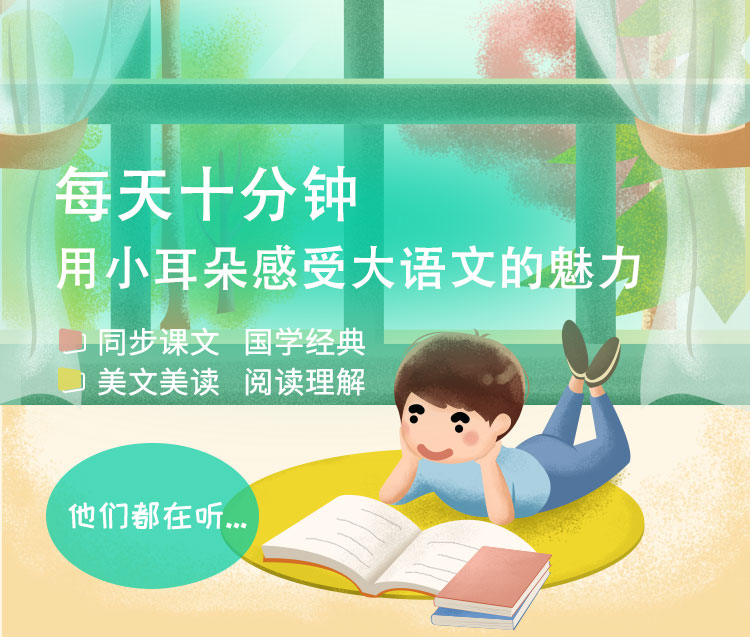 每天十分钟
用小耳朵感受大语文的魅力
同步课文 国学经典
美文美读 阅读理解
他们都在听...